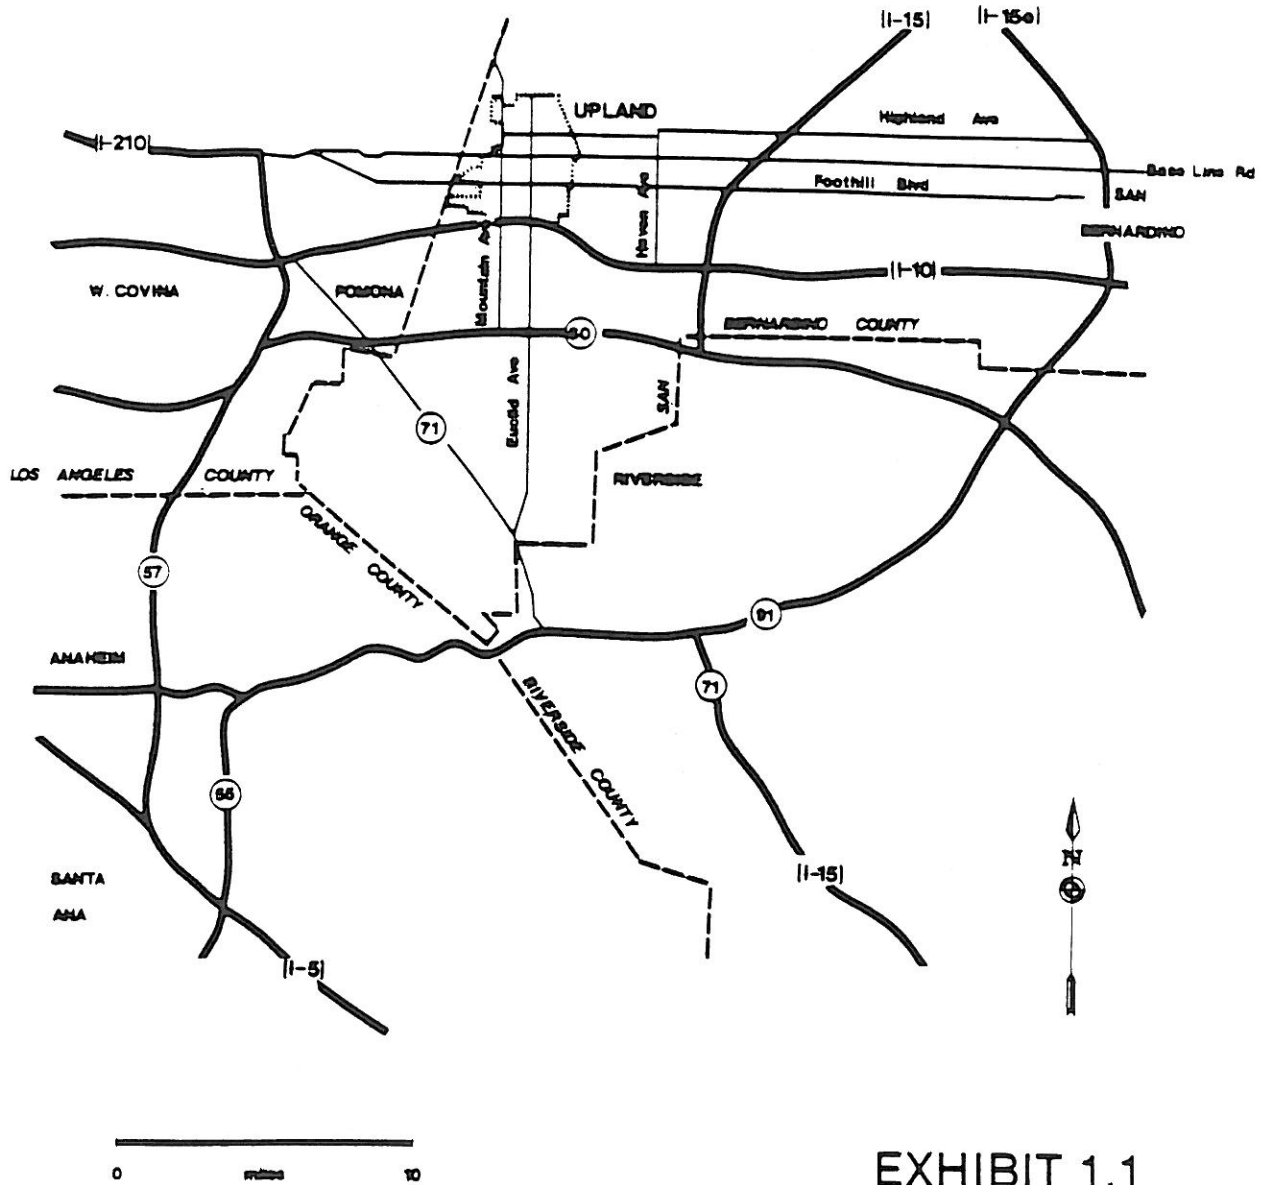 I-15
I-15e
UPLAND
Highland Ave
I-210
Base Line Rd
Foothill Blvd
SAN
BERNARDINO
Haven Ave
Mountain Ave
I-10
W. COVINA
POMONA
60
BERNARDINO COUNTY
SAN
Euclid Ave
71
LOS ANGELES COUNTY
RIVERSIDE
ORANGE COUNTY
57
91
ANAHEIM
71
RIVERSIDE COUNTY
55
I-15
N
SANTA
ANA
I-5
0 miles 10
EXHIBIT 1.1